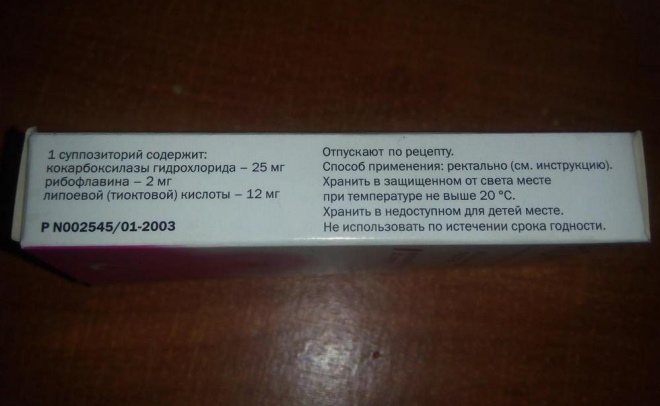 1 суппозиторий содержит:
кокарбоксилазы гидрохлорида – 25 мг
рибофлавина – 2 мг
липоевой (тиоктовой) кислоты – 12 мг
Р N002545/01-2003
Отпускают по рецепту.
Способ применения: ректально (см. инструкцию).
Хранить в защищенном от света месте
при температуре не выше 20 °С.
Хранить в недоступном для детей месте.
Не использовать по истечении срока годности.